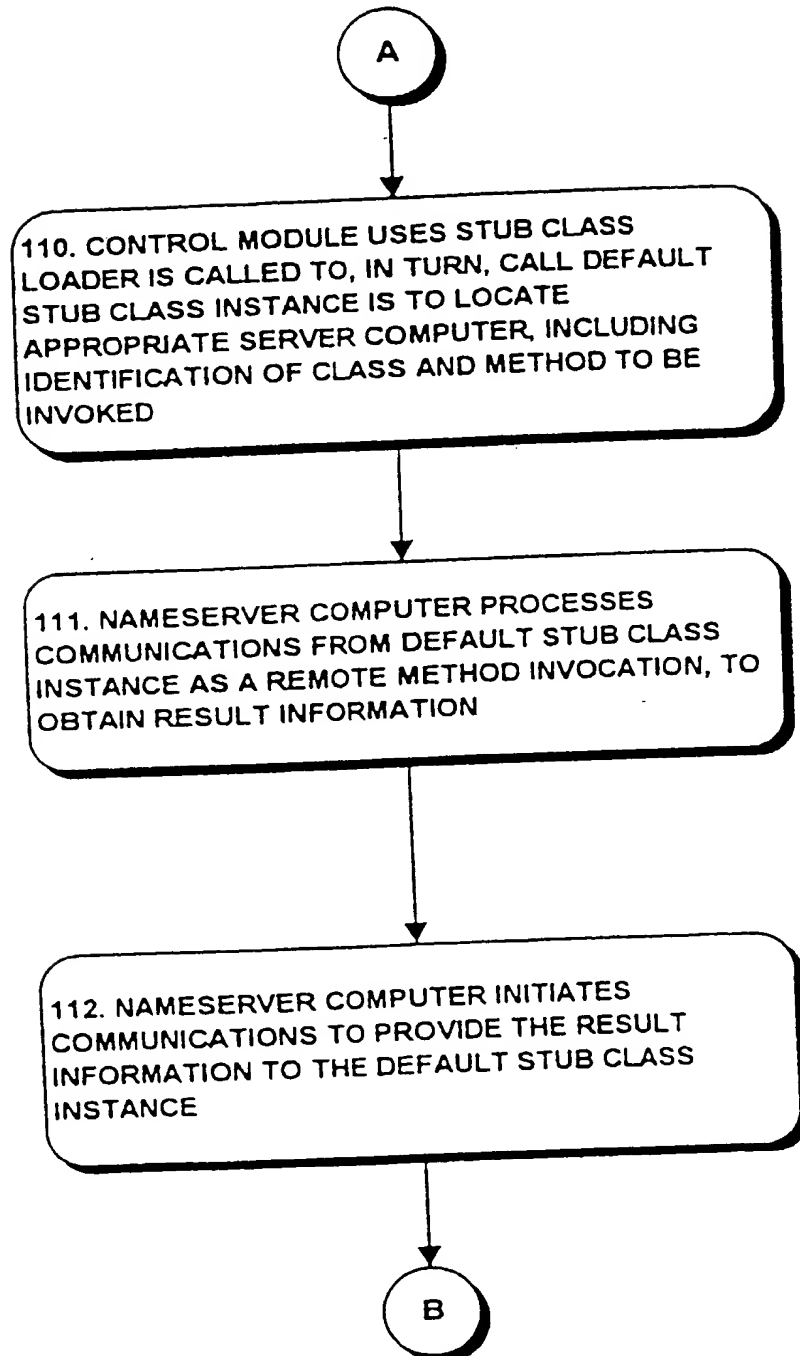 A
110. CONTROL MODULE USES STUB CLASS
LOADER IS CALLED TO, IN TURN, CALL DEFAULT
STUB CLASS INSTANCE IS TO LOCATE
APPROPRIATE SERVER COMPUTER, INCLUDING
IDENTIFICATION OF CLASS AND METHOD TO BE
INVOKED
111. NAMESERVER COMPUTER PROCESSES
COMMUNICATIONS FROM DEFAULT STUB CLASS
INSTANCE AS A REMOTE METHOD INVOCATION, TO
OBTAIN RESULT INFORMATION
112. NAMESERVER COMPUTER INITIATES
COMMUNICATIONS TO PROVIDE THE RESULT
INFORMATION TO THE DEFAULT STUB CLASS
INSTANCE
B